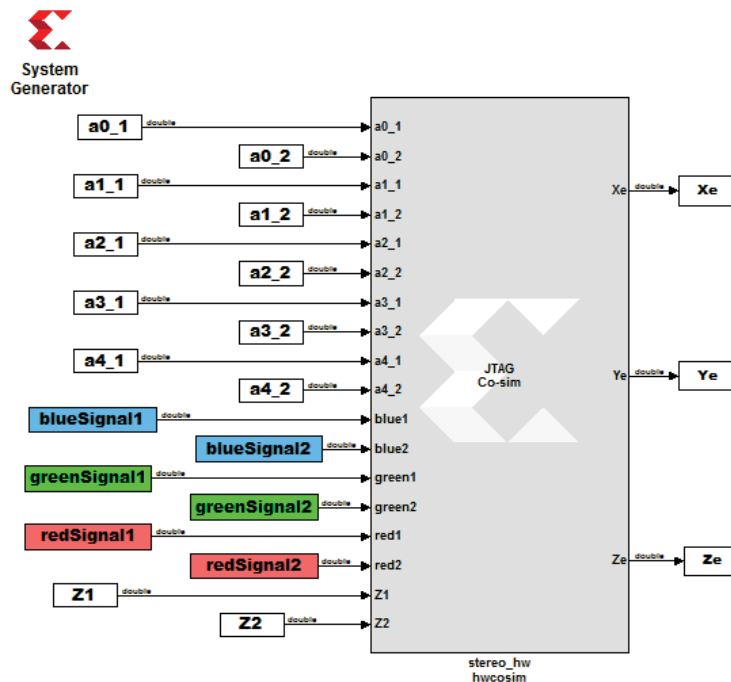 System
Generator
a0_1 double a0_1
a0_2 double a0_2
a1_1 double a1_1
Xe double Xe
a1_2 double a1_2
a2_1 double a2_1
a2_2 double a2_2
a3_1 double a3_1
a3_2 double a3_2
a4_1 double a4_1
JTAG
Co-sim
Ye double Ye
a4_2 double a4_2
blueSignal1 double blue1
blueSignal2 double blue2
greenSignal1 double green1
greenSignal2 double green2
redSignal1 double red1
redSignal2 double red2
Ze double Ze
Z1 double Z1
Z2 double Z2
stereo_hw
hwcosim